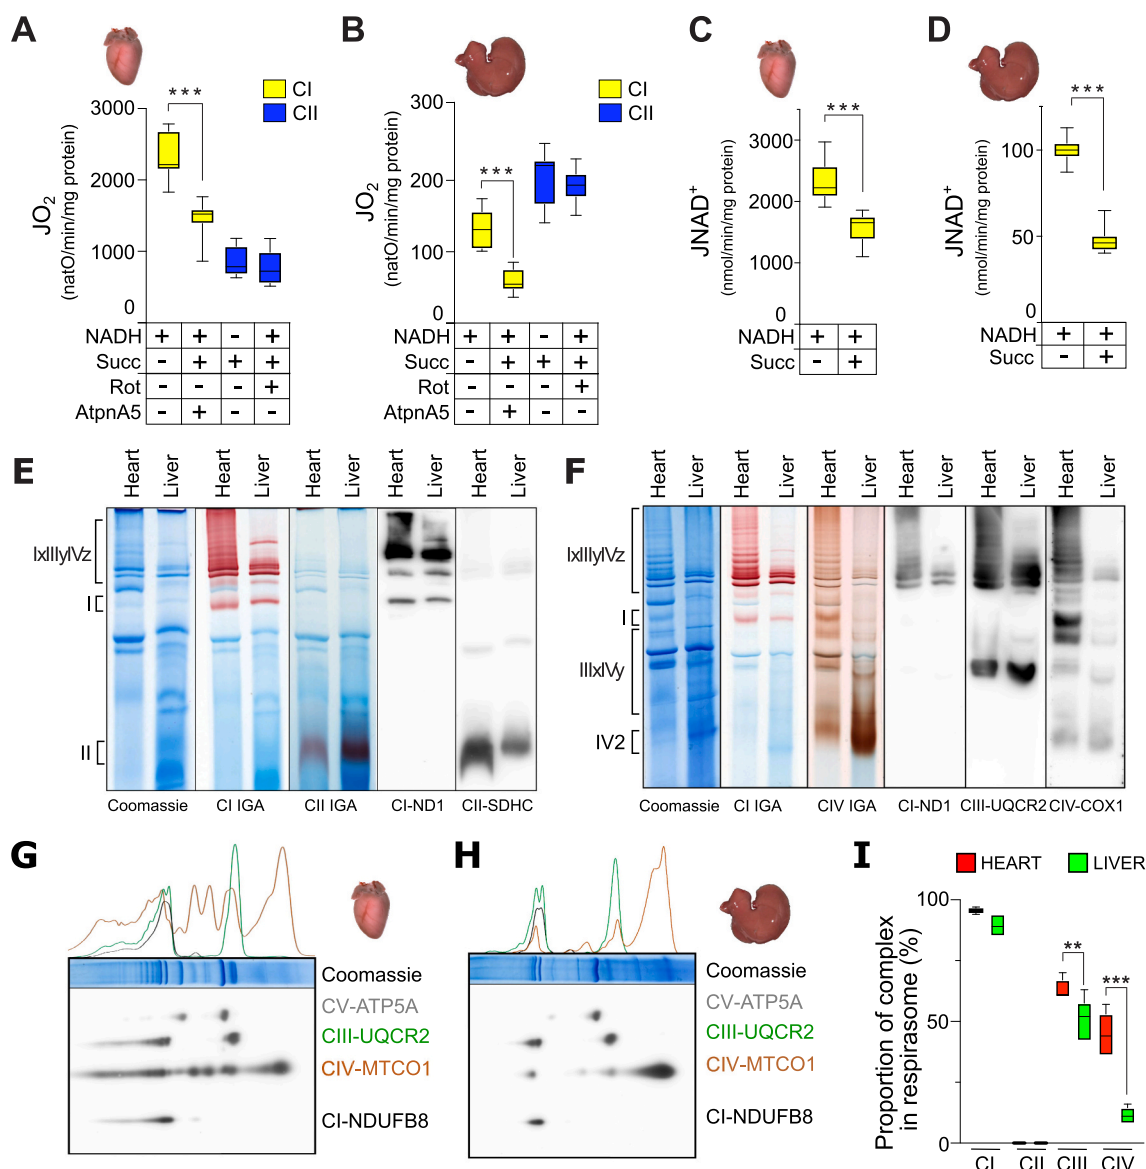 A
3000
2000
1000
0
JO2
(natO/min/mg protein)
***
CI
CII
NADH + + - +
Succ - + + +
Rot - - - +
AtpnA5 - + - -
B
300
200
100
0
JO2
(natO/min/mg protein)
***
CI
CII
NADH + + - +
Succ - + + +
Rot - - - +
AtpnA5 - + - -
C
3000
2000
1000
0
JNAD+
(nmol/min/mg protein)
***
NADH + +
Succ - +
D
100
50
0
JNAD+
(nmol/min/mg protein)
***
NADH + +
Succ - +
E
Heart Liver Heart Liver Heart Liver Heart Liver Heart Liver
IxIIIyIVz
I
II
Coomassie CI IGA CII IGA CI-ND1 CII-SDHC
F
Heart Liver Heart Liver Heart Liver Heart Liver Heart Liver Heart Liver
IxIIIyIVz
I
IIIxIVy
IV2
Coomassie CI IGA CIV IGA CI-ND1 CIII-UQCR2 CIV-COX1
G
Coomassie
CV-ATP5A
CIII-UQCR2
CIV-MTCO1
CI-NDUFB8
H
Coomassie
CV-ATP5A
CIII-UQCR2
CIV-MTCO1
CI-NDUFB8
I
HEART LIVER
Proportion of complex
in respirasome (%)
100
50
0
**
***
CI CII CIII CIV